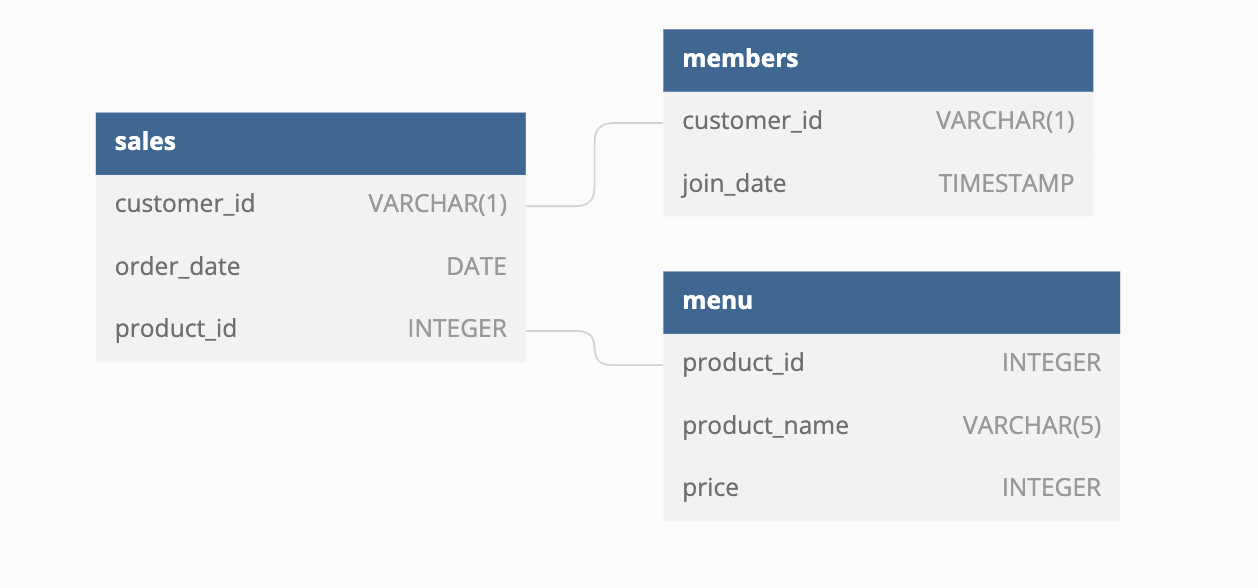 sales
customer_id VARCHAR(1)
order_date DATE
product_id INTEGER
members
customer_id VARCHAR(1)
join_date TIMESTAMP
menu
product_id INTEGER
product_name VARCHAR(5)
price INTEGER